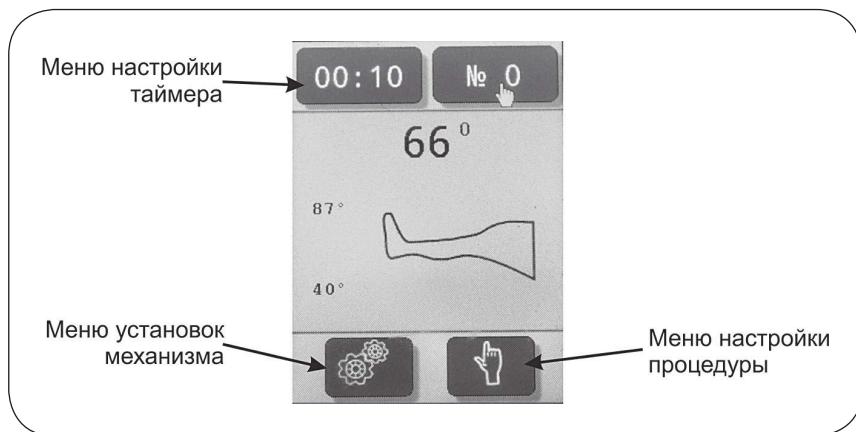 Меню настройки
таймера
00:10
№ 0
66°
87°
40°
Меню установок
механизма
Меню настройки
процедуры